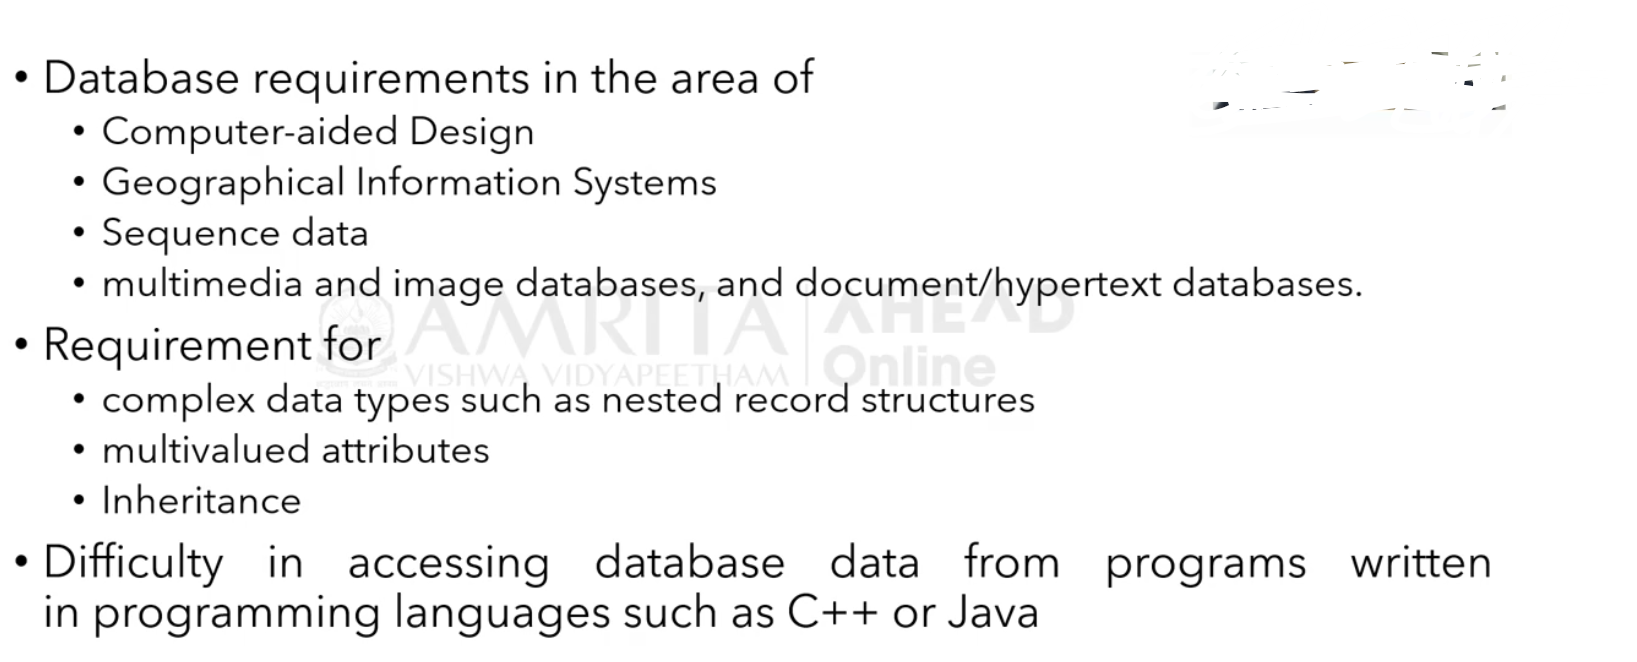 • Database requirements in the area of
• Computer-aided Design
• Geographical Information Systems
• Sequence data
• multimedia and image databases, and document/hypertext databases.
AMRITA AHEAD
VISHWA VIDYAPEETHAM Online
• Requirement for
• complex data types such as nested record structures
• multivalued attributes
• Inheritance
• Difficulty in accessing database data from programs written
in programming languages such as C++ or Java